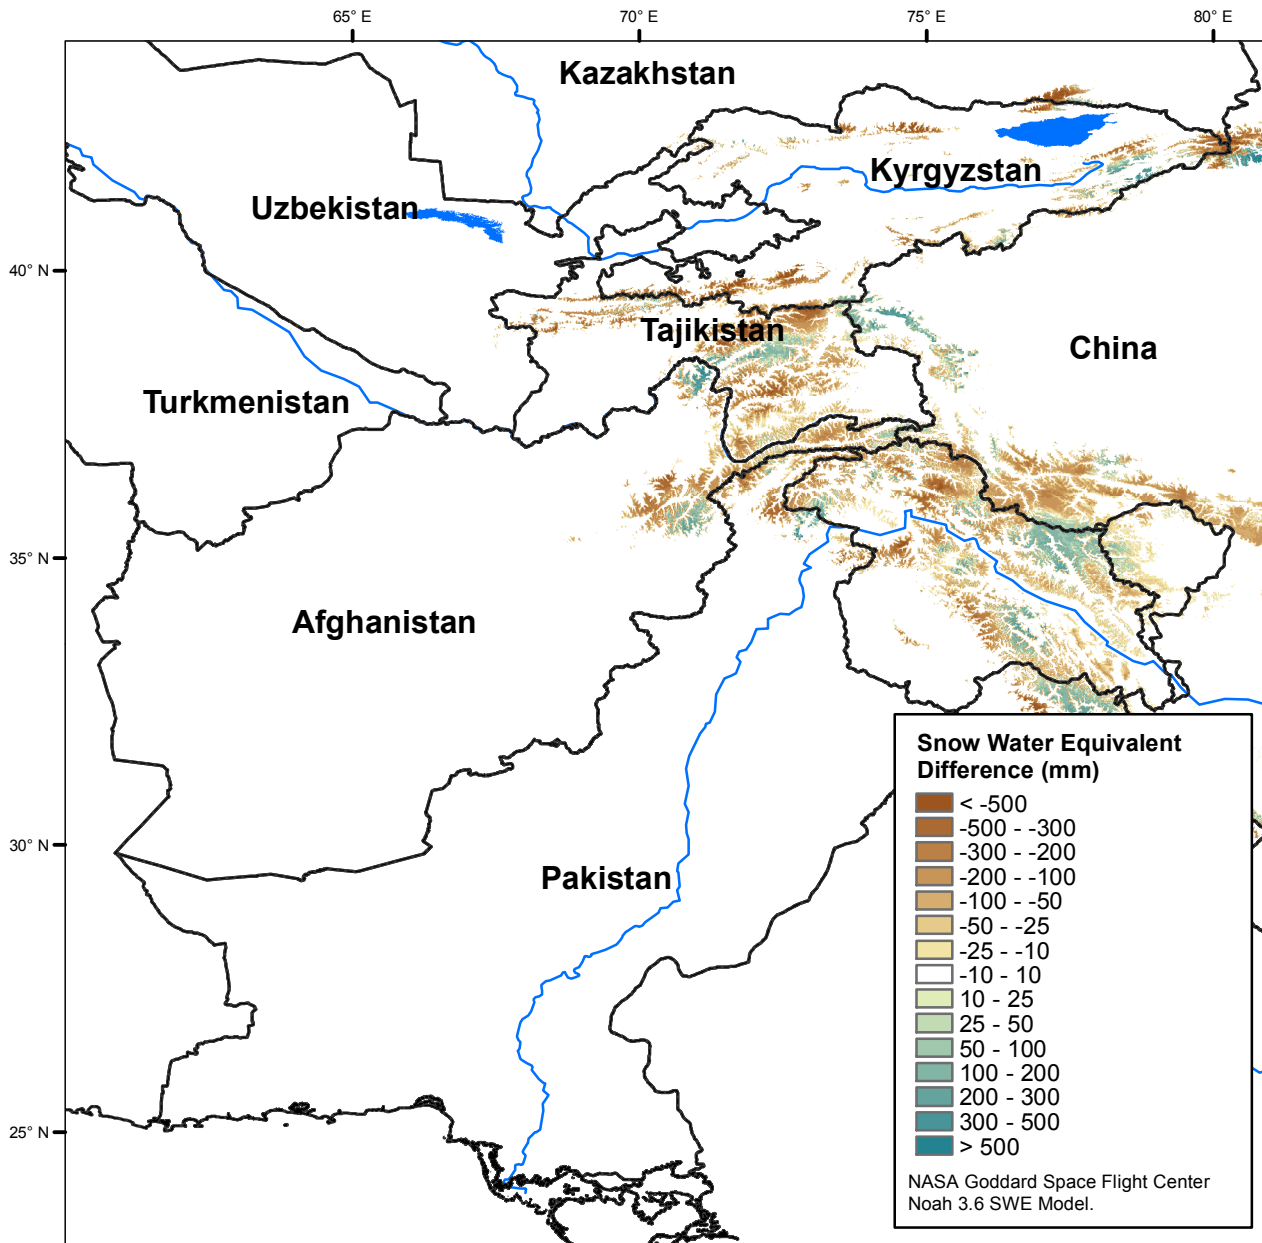 65° E
70° E
75° E
80° E
Kazakhstan
Kyrgyzstan
Uzbekistan
40° N
Tajikistan
China
Turkmenistan
35° N
Afghanistan
30° N
Pakistan
25° N
Snow Water Equivalent
Difference (mm)
< -500
-500 - -300
-300 - -200
-200 - -100
-100 - -50
-50 - -25
-25 - -10
-10 - 10
10 - 25
25 - 50
50 - 100
100 - 200
200 - 300
300 - 500
> 500
NASA Goddard Space Flight Center
Noah 3.6 SWE Model.